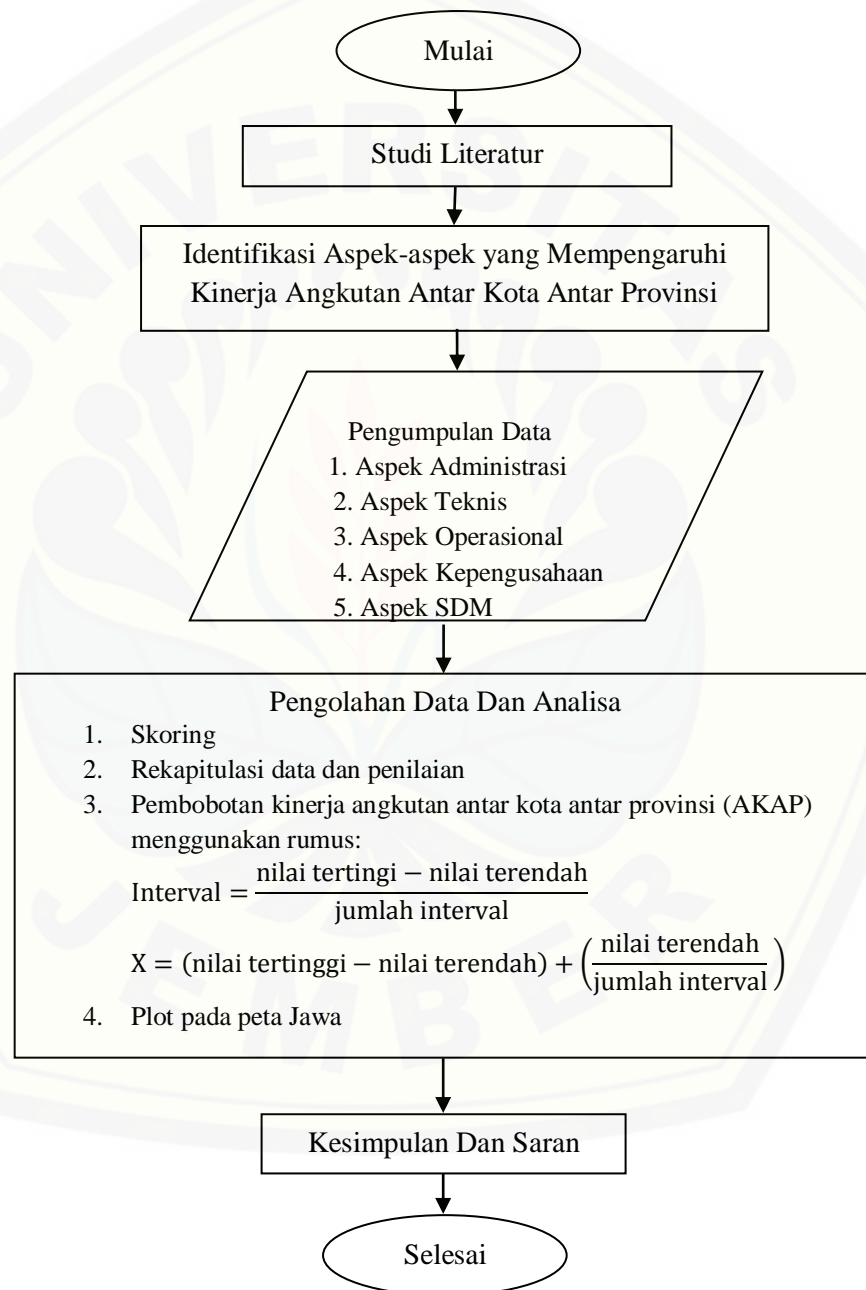 Mulai
Studi Literatur
Identifikasi Aspek-aspek yang Mempengaruhi
Kinerja Angkutan Antar Kota Antar Provinsi
Pengumpulan Data
1. Aspek Administrasi
2. Aspek Teknis
3. Aspek Operasional
4. Aspek Kepengusahaan
5. Aspek SDM
Pengolahan Data Dan Analisa
1. Skoring
2. Rekapitulasi data dan penilaian
3. Pembobotan kinerja angkutan antar kota antar provinsi (AKAP)
menggunakan rumus:
Interval = (nilai tertingi − nilai terendah) / (jumlah interval)
X = (nilai tertinggi − nilai terendah) + (nilai terendah / jumlah interval)
4. Plot pada peta Jawa
Kesimpulan Dan Saran
Selesai
UNIVERSITAS
JEMBER